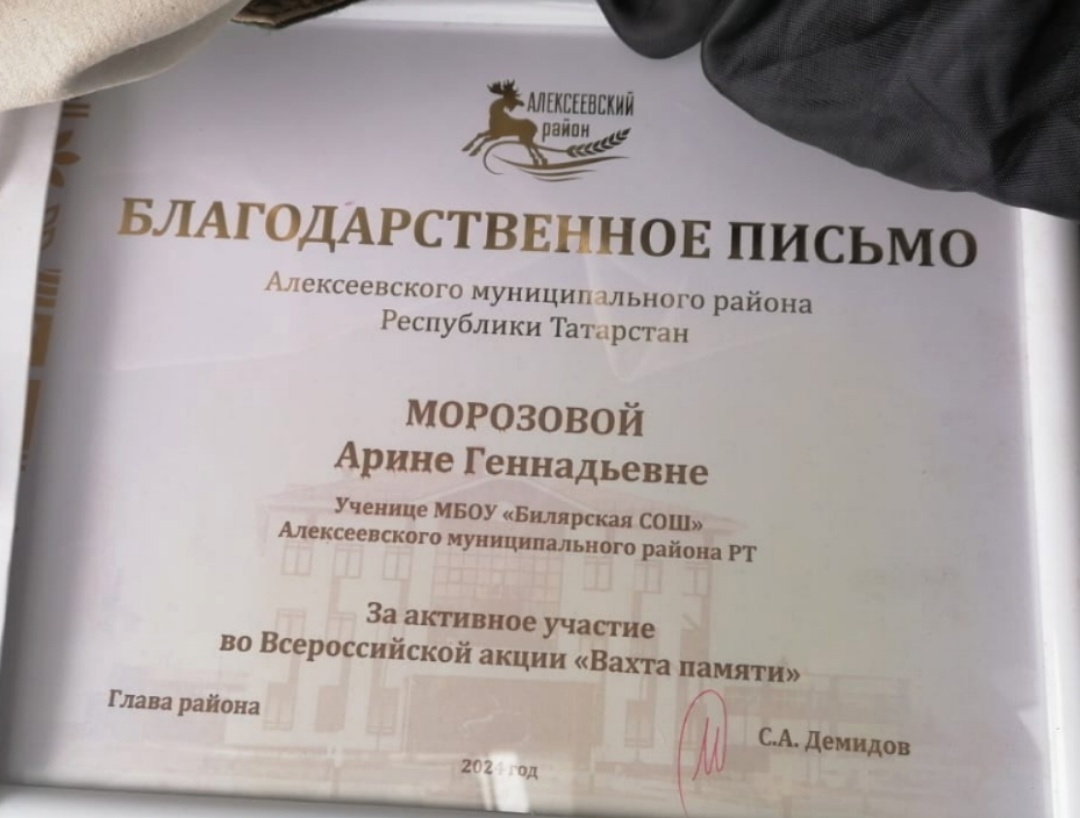 АЛЕКСЕЕВСКИЙ
район
БЛАГОДАРСТВЕННОЕ ПИСЬМО
Алексеевского муниципального района
Республики Татарстан
МОРОЗОВОЙ
Арине Геннадьевне
Ученице МБОУ «Билярская СОШ»
Алексеевского муниципального района РТ
За активное участие
во Всероссийской акции «Вахта памяти»
Глава района
С.А. Демидов
2024 год